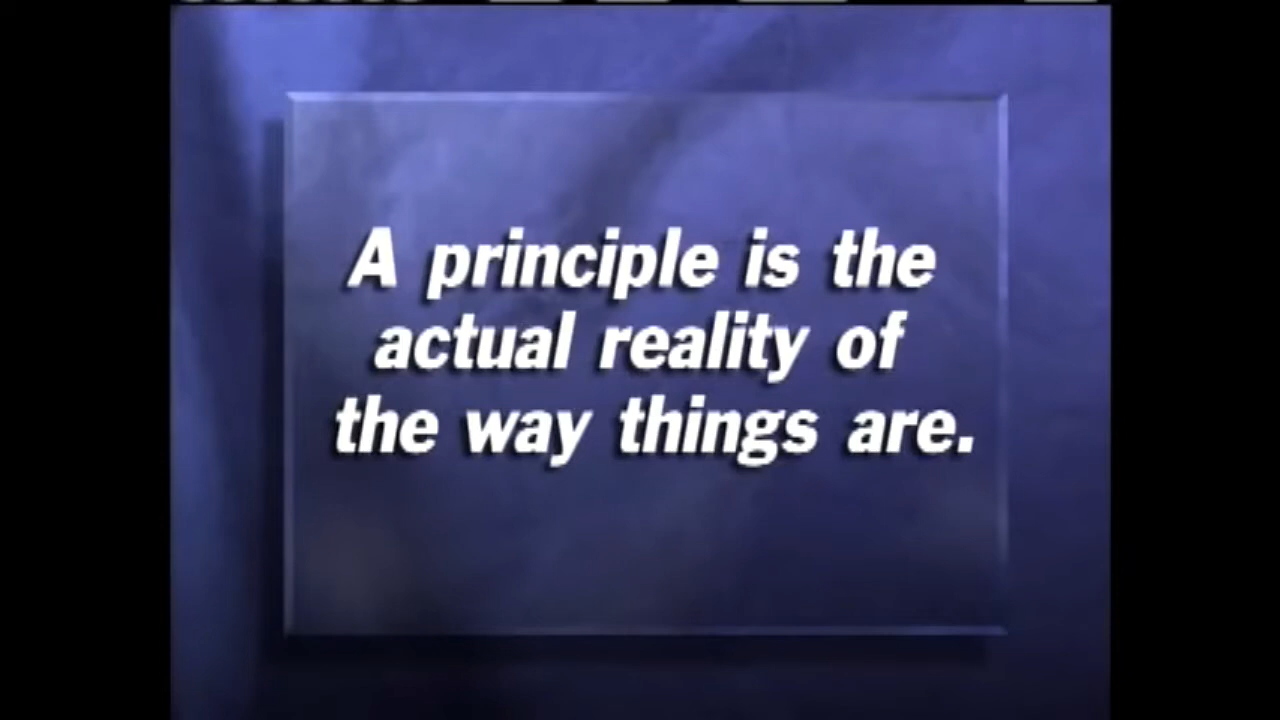 A principle is the
actual reality of
the way things are.